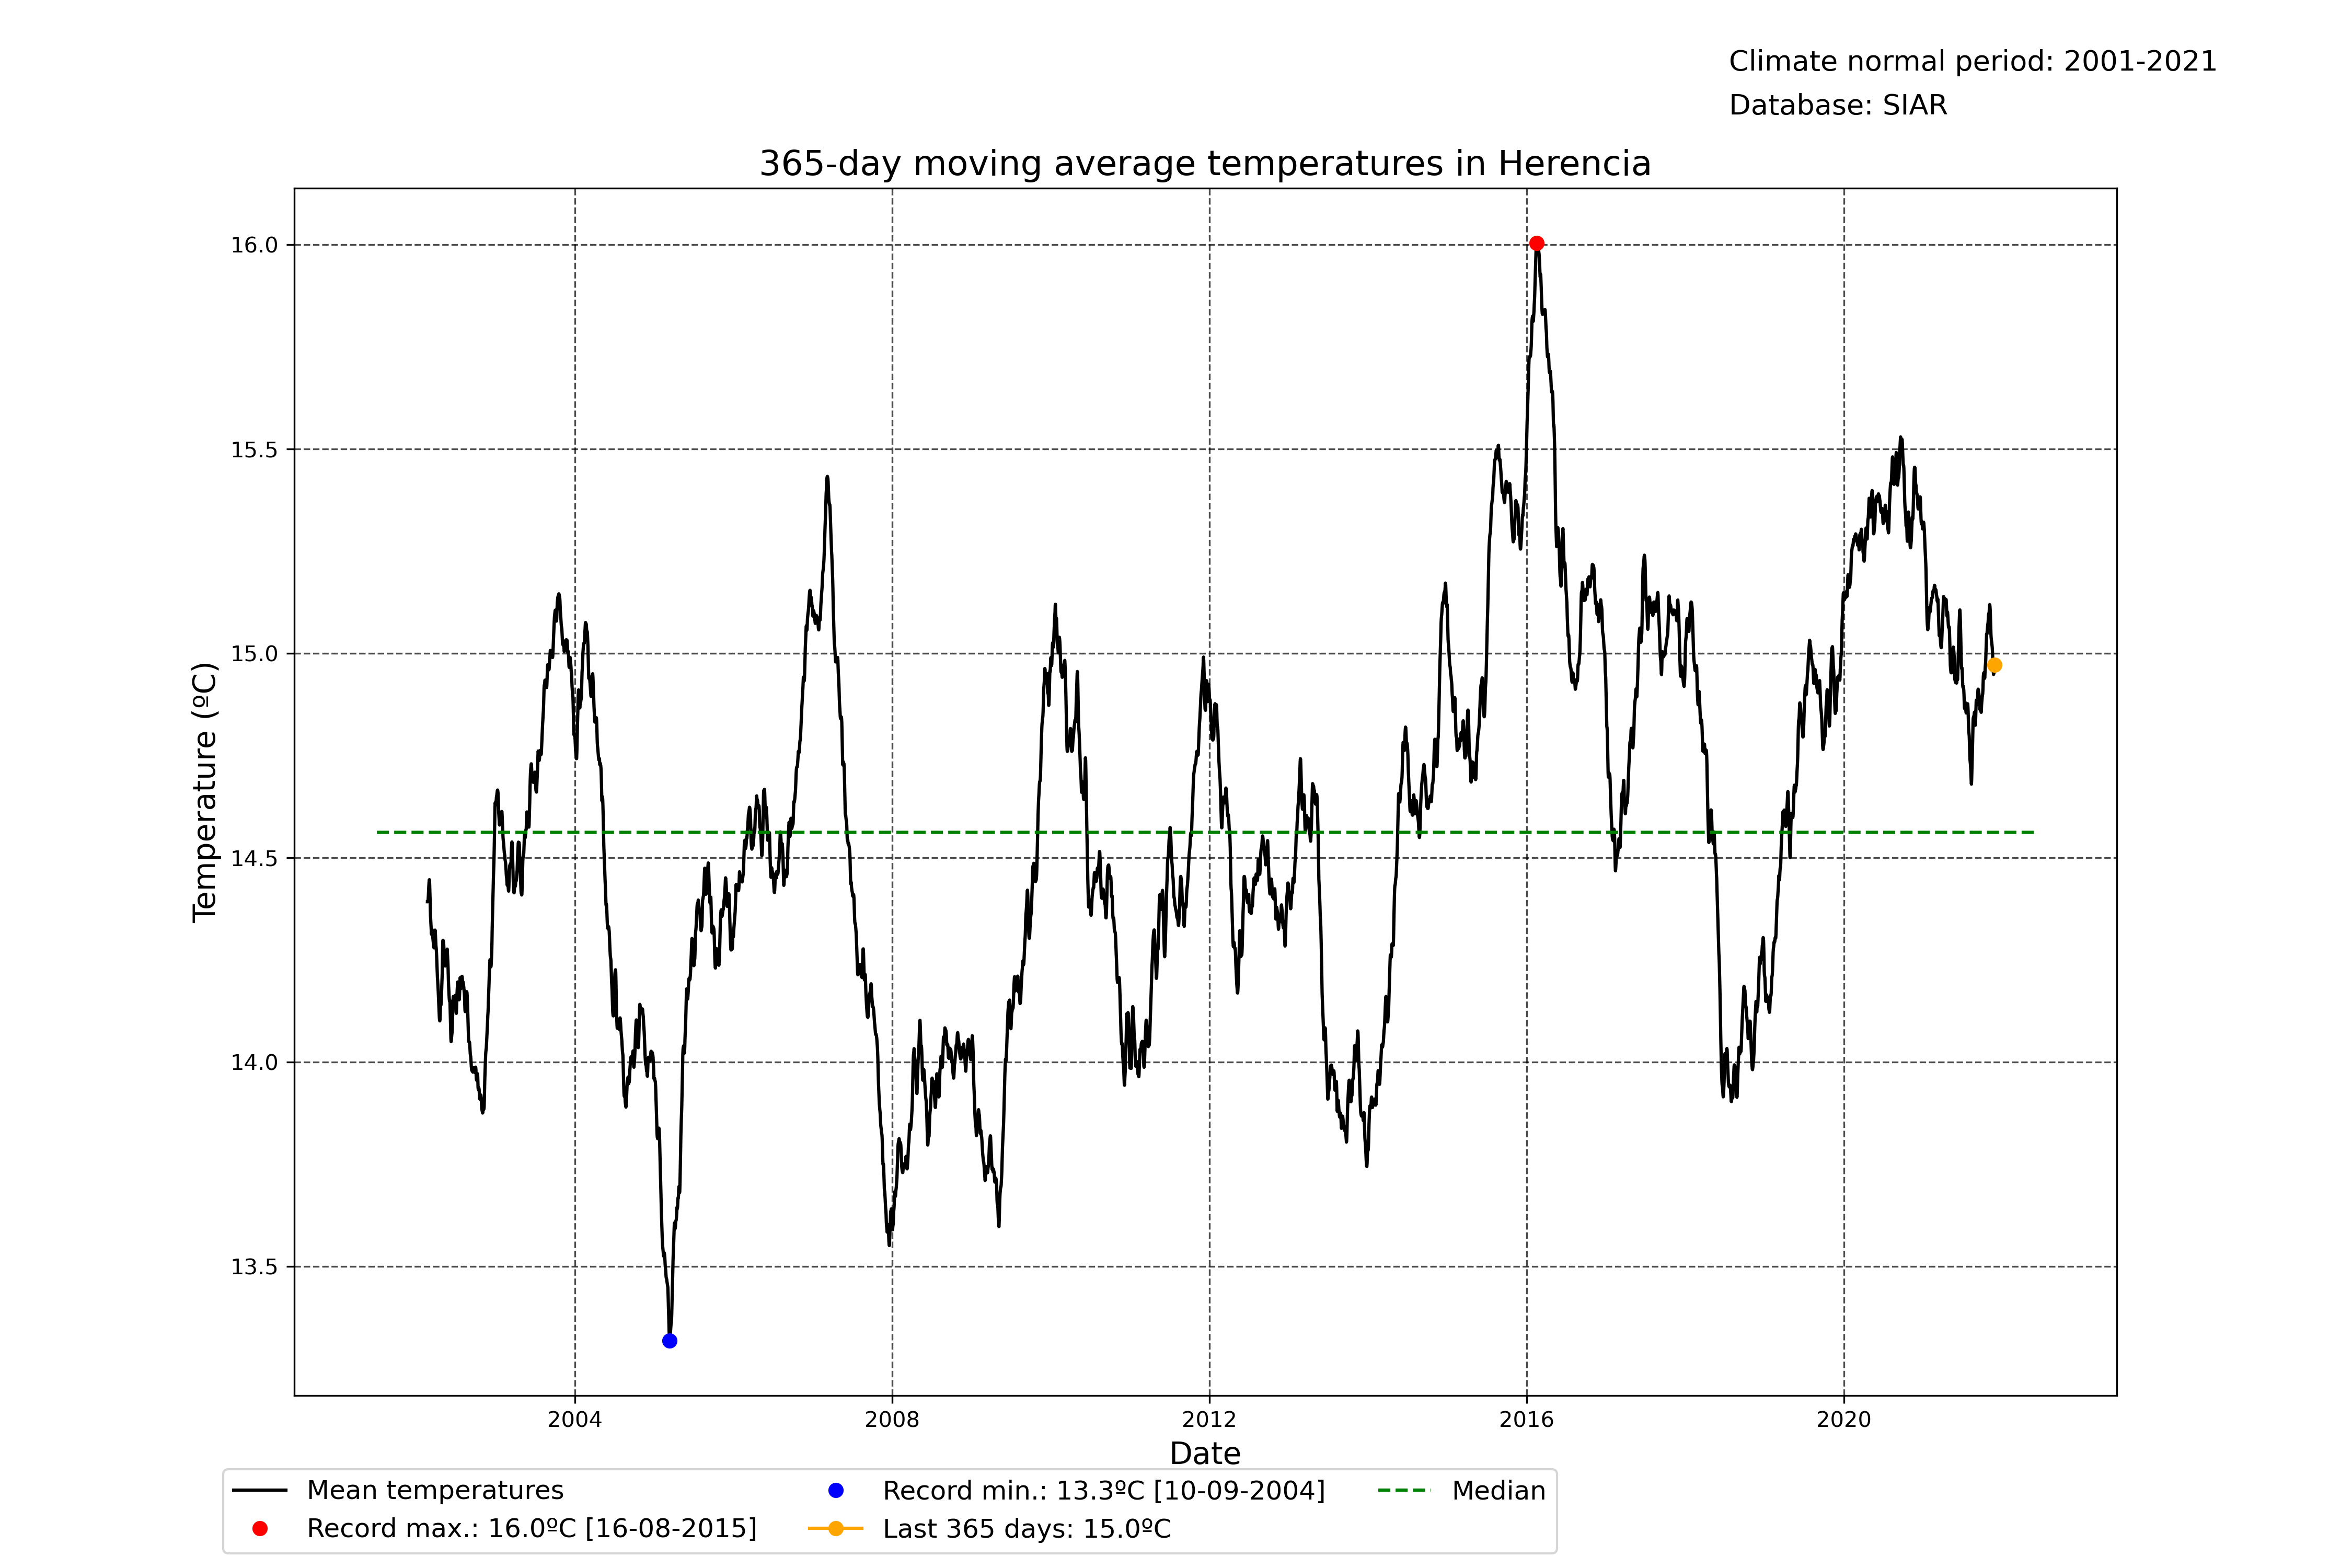 Climate normal period: 2001-2021
Database: SIAR
365-day moving average temperatures in Herencia
16.0
15.5
15.0
14.5
14.0
13.5
Temperature (ºC)
2004 2008 2012 2016 2020
Date
Mean temperatures
Record max.: 16.0ºC [16-08-2015]
Record min.: 13.3ºC [10-09-2004]
Last 365 days: 15.0ºC
Median